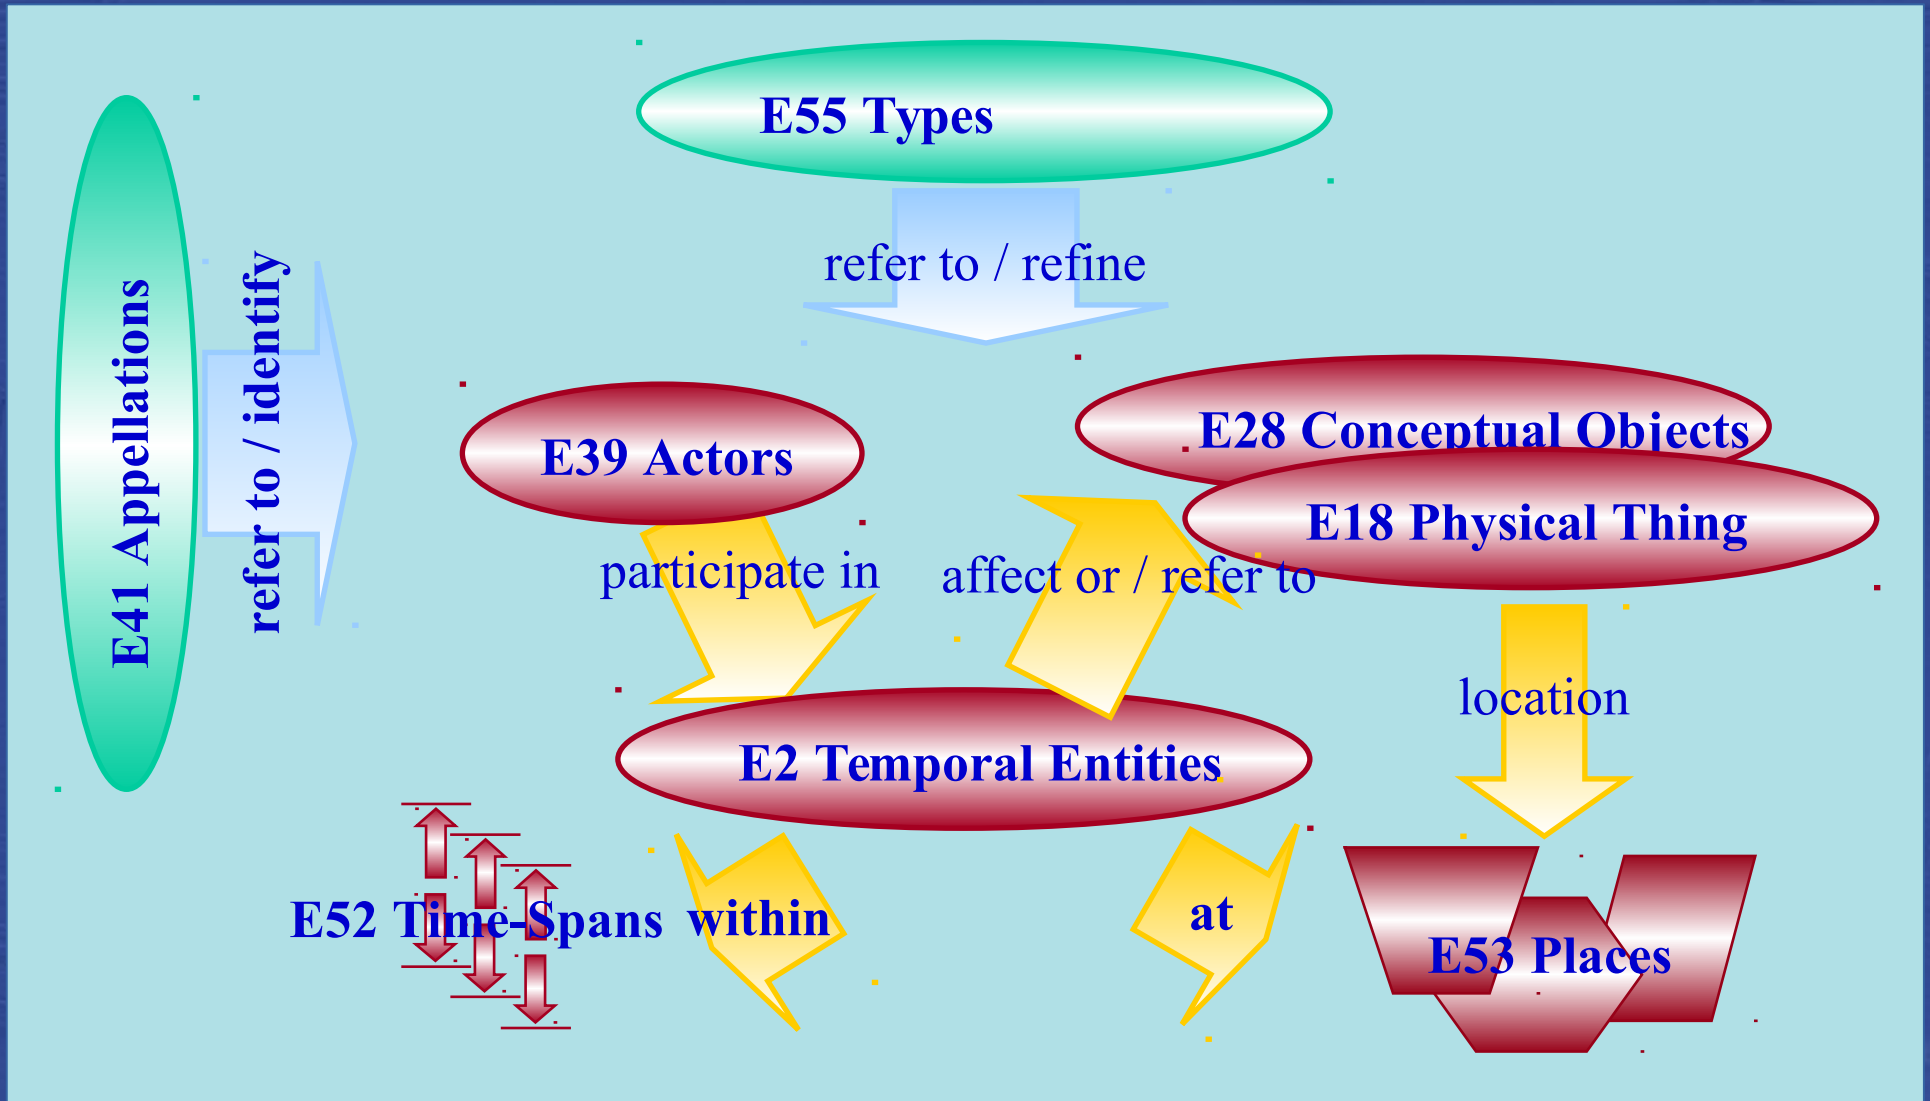 E55 Types
refer to / refine
E41 Appellations
refer to / identify
E39 Actors
E28 Conceptual Objects
E18 Physical Thing
participate in
affect or / refer to
location
E2 Temporal Entities
E52 Time-Spans
within
at
E53 Places